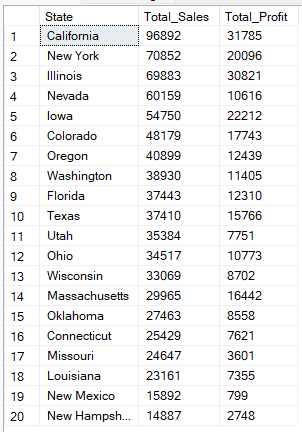 State Total_Sales Total_Profit
1 California 96892 31785
2 New York 70852 20096
3 Illinois 69883 30821
4 Nevada 60159 10616
5 Iowa 54750 22212
6 Colorado 48179 17743
7 Oregon 40899 12439
8 Washington 38930 11405
9 Florida 37443 12310
10 Texas 37410 15766
11 Utah 35384 7751
12 Ohio 34517 10773
13 Wisconsin 33069 8702
14 Massachusetts 29965 16442
15 Oklahoma 27463 8558
16 Connecticut 25429 7621
17 Missouri 24647 3601
18 Louisiana 23161 7355
19 New Mexico 15892 799
20 New Hampsh... 14887 2748